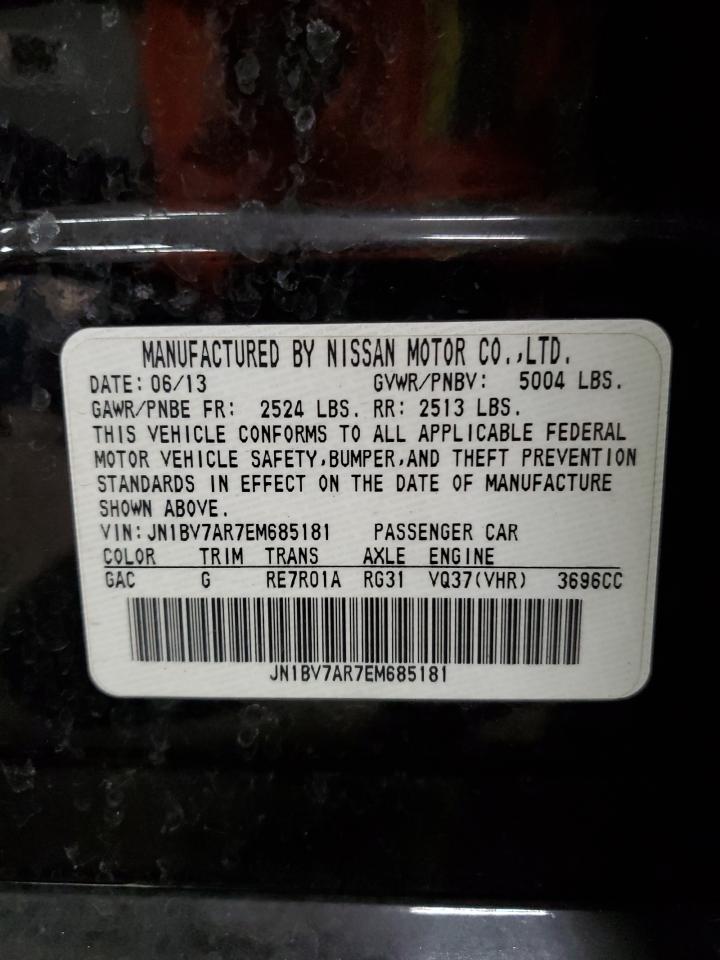 MANUFACTURED BY NISSAN MOTOR CO.,LTD.
DATE: 06/13 GVWR/PNBV: 5004 LBS.
GAWR/PNBE FR: 2524 LBS. RR: 2513 LBS.
THIS VEHICLE CONFORMS TO ALL APPLICABLE FEDERAL
MOTOR VEHICLE SAFETY,BUMPER,AND THEFT PREVENTION
STANDARDS IN EFFECT ON THE DATE OF MANUFACTURE
SHOWN ABOVE.
VIN:JN1BV7AR7EM685181 PASSENGER CAR
COLOR TRIM TRANS AXLE ENGINE
GAC G RE7R01A RG31 VQ37(VHR) 3696CC
JN1BV7AR7EM685181